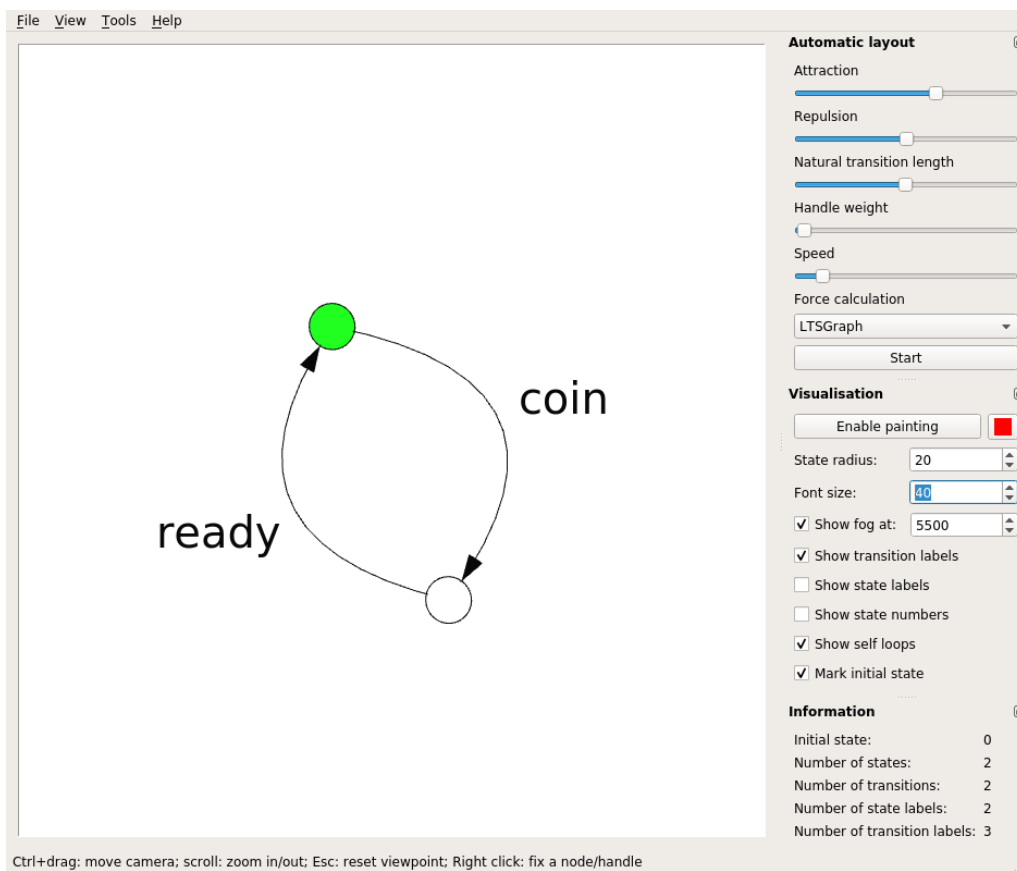 File View Tools Help
Automatic layout
Attraction
Repulsion
Natural transition length
Handle weight
Speed
Force calculation
LTSGraph
Start
Visualisation
Enable painting
State radius: 20
Font size: 40
Show fog at: 5500
Show transition labels
Show state labels
Show state numbers
Show self loops
Mark initial state
Information
Initial state: 0
Number of states: 2
Number of transitions: 2
Number of state labels: 2
Number of transition labels: 3
coin
ready
Ctrl+drag: move camera; scroll: zoom in/out; Esc: reset viewpoint; Right click: fix a node/handle